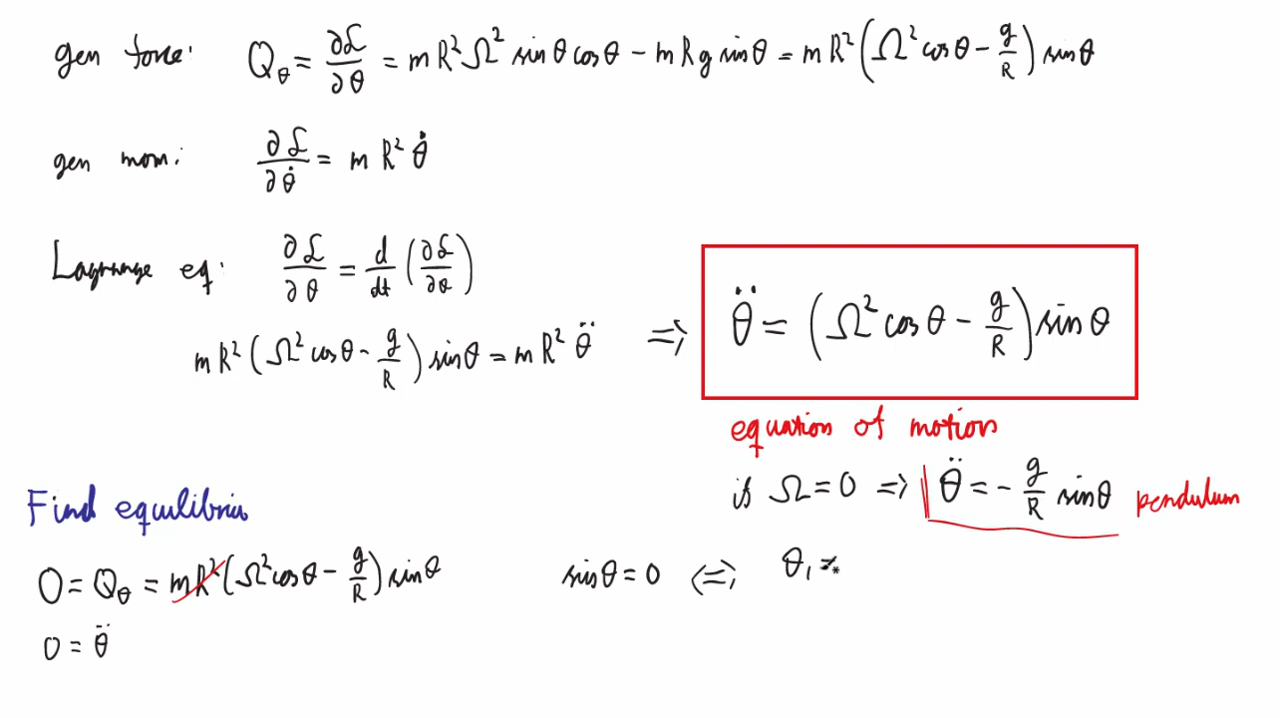 gen force: Q_θ = ∂ℒ/∂θ = m R² Ω² sin θ cos θ − m R g sin θ = m R² (Ω² cos θ − g/R) sin θ
gen mom: ∂ℒ/∂θ̇ = m R² θ̇
Lagrange eq: ∂ℒ/∂θ = d/dt (∂ℒ/∂θ̇)
m R² (Ω² cos θ − g/R) sin θ = m R² θ̈ ⇒ θ̈ = (Ω² cos θ − g/R) sin θ
equation of motion
if Ω = 0 ⇒ θ̈ = − g/R sin θ pendulum
Find equilibria
0 = Q_θ = m R² (Ω² cos θ − g/R) sin θ
sin θ = 0 ⇔ θ₁ =
0 = θ̈